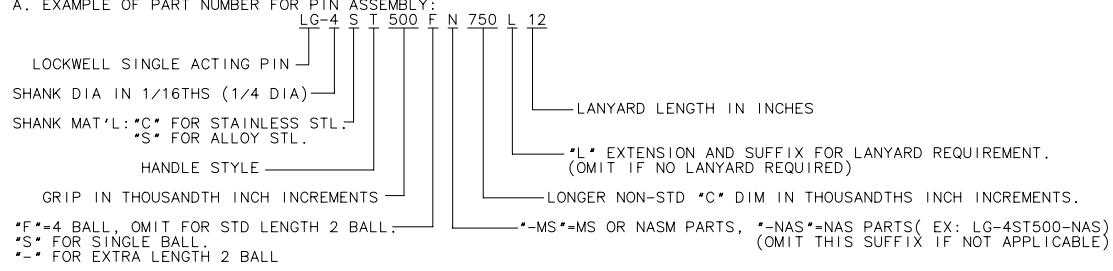 A. EXAMPLE OF PART NUMBER FOR PIN ASSEMBLY:
LG-4 S T 500 F N 750 L 12
LOCKWELL SINGLE ACTING PIN
SHANK DIA IN 1/16THS (1/4 DIA)
LANYARD LENGTH IN INCHES
SHANK MAT'L: "C" FOR STAINLESS STL.
"S" FOR ALLOY STL.
"L" EXTENSION AND SUFFIX FOR LANYARD REQUIREMENT.
(OMIT IF NO LANYARD REQUIRED)
HANDLE STYLE
GRIP IN THOUSANDTH INCH INCREMENTS
LONGER NON-STD "C" DIM IN THOUSANDTHS INCH INCREMENTS.
"F"=4 BALL, OMIT FOR STD LENGTH 2 BALL.
"S" FOR SINGLE BALL.
"-" FOR EXTRA LENGTH 2 BALL
"-MS"=MS OR NASM PARTS, "-NAS"=NAS PARTS( EX: LG-4ST500-NAS)
(OMIT THIS SUFFIX IF NOT APPLICABLE)